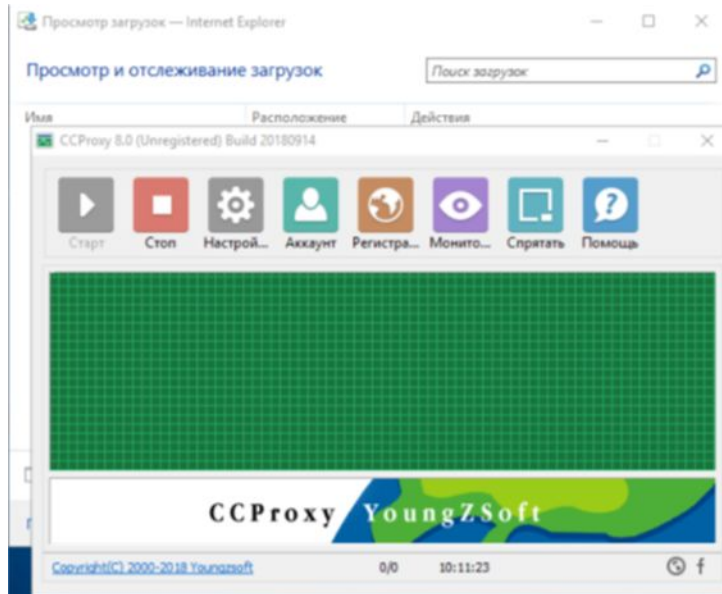 Просмотр загрузок — Internet Explorer
Просмотр и отслеживание загрузок
Поиск загрузок
Имя Расположение Действия
CCProxy 8.0 (Unregistered) Build 20180914
Старт Стоп Настрой... Аккаунт Регистра... Монито... Спрятать Помощь
CCProxy YoungZSoft
Copyright(C) 2000-2018 Youngzsoft 0/0 10:11:23